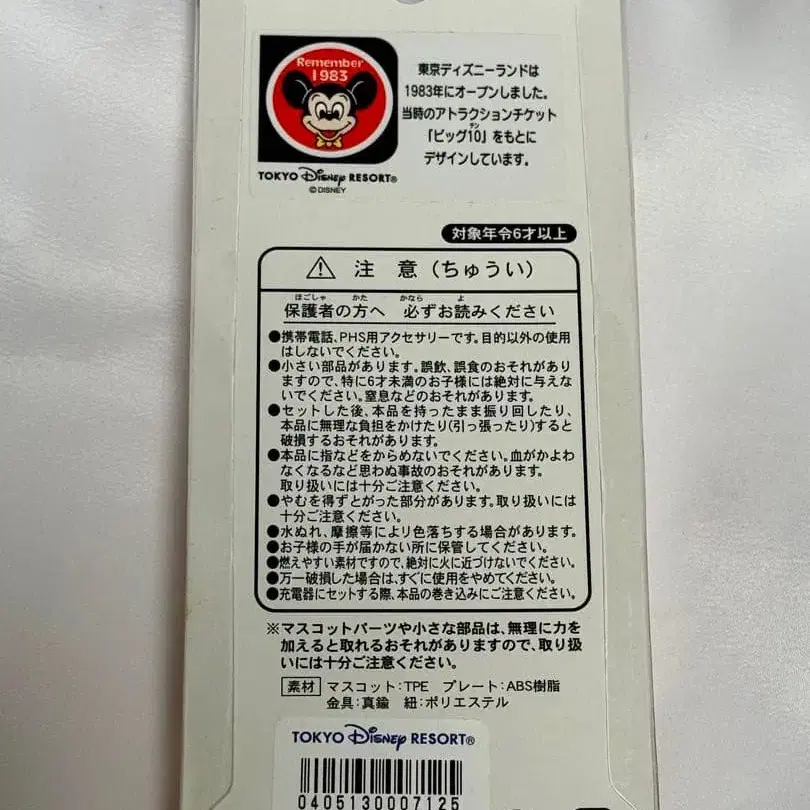 Remember
1983
東京ディズニーランドは
1983年にオープンしました。
当時のアトラクションチケット
「ビッグ10」をもとに
テン
デザインしています。
TOKYO Disney RESORT®
©DISNEY
対象年令6才以上
⚠ 注 意(ちゅうい)
ほごしゃ かた かなら よ
保護者の方へ 必ずお読みください
●携帯電話、PHS用アクセサリーです。目的以外の使用
はしないでください。
●小さい部品があります。誤飲、誤食のおそれがあり
ますので、特に6才未満のお子様には絶対に与えな
いでください。窒息などのおそれがあります。
●セットした後、本品を持ったまま振り回したり、
本品に無理な負担をかけたり(引っ張ったり)すると
破損するおそれがあります。
●本品に指などをからめないでください。血がかよわ
なくなるなど思わぬ事故のおそれがあります。
取り扱いには十分ご注意ください。
●やむを得ずとがった部分があります。取り扱いには
十分ご注意ください。
●水ぬれ、摩擦等により色落ちする場合があります。
●お子様の手が届かない所に保管してください。
●燃えやすい素材ですので、絶対に火に近づけないでください。
●万一破損した場合は、すぐに使用をやめてください。
●充電器にセットする際、本品の巻き込みにご注意ください。
※マスコットパーツや小さな部品は、無理に力を
加えると取れるおそれがありますので、取り扱
いには十分ご注意ください。
素材 マスコット:TPE プレート:ABS樹脂
金具:真鍮 紐:ポリエステル
TOKYO Disney RESORT®
0405130007125